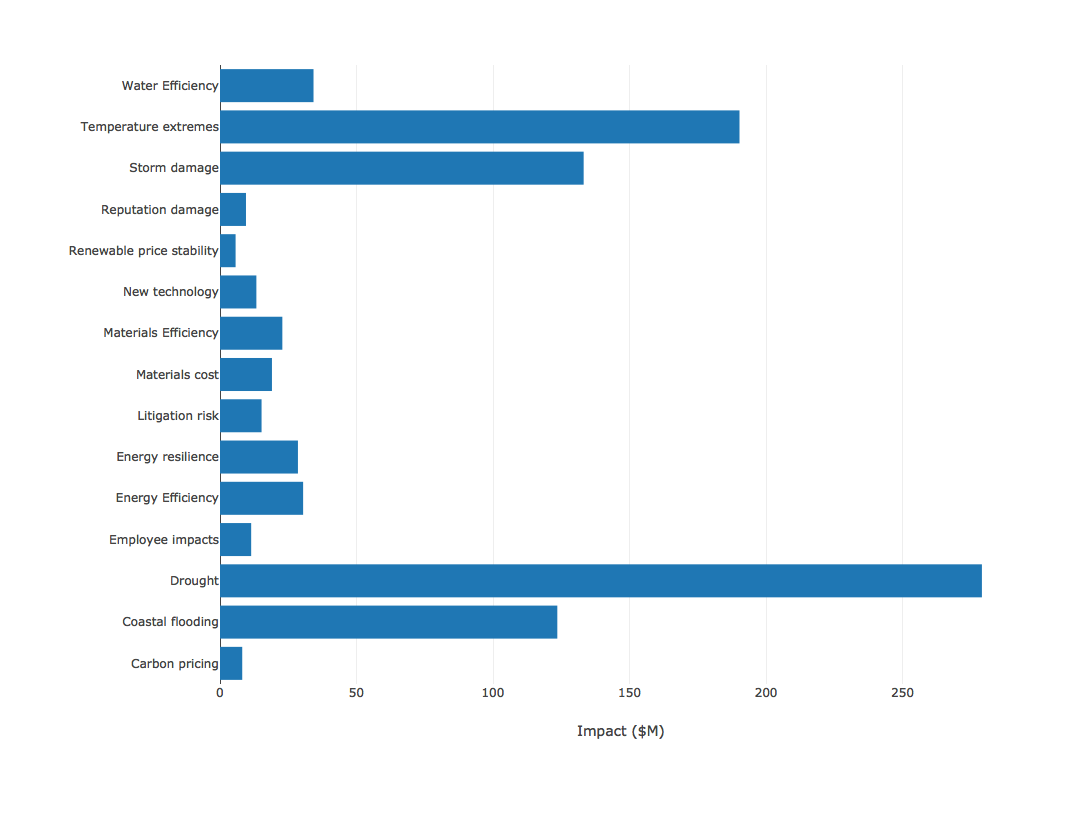 Water Efficiency
Temperature extremes
Storm damage
Reputation damage
Renewable price stability
New technology
Materials Efficiency
Materials cost
Litigation risk
Energy resilience
Energy Efficiency
Employee impacts
Drought
Coastal flooding
Carbon pricing
0 50 100 150 200 250
Impact ($M)